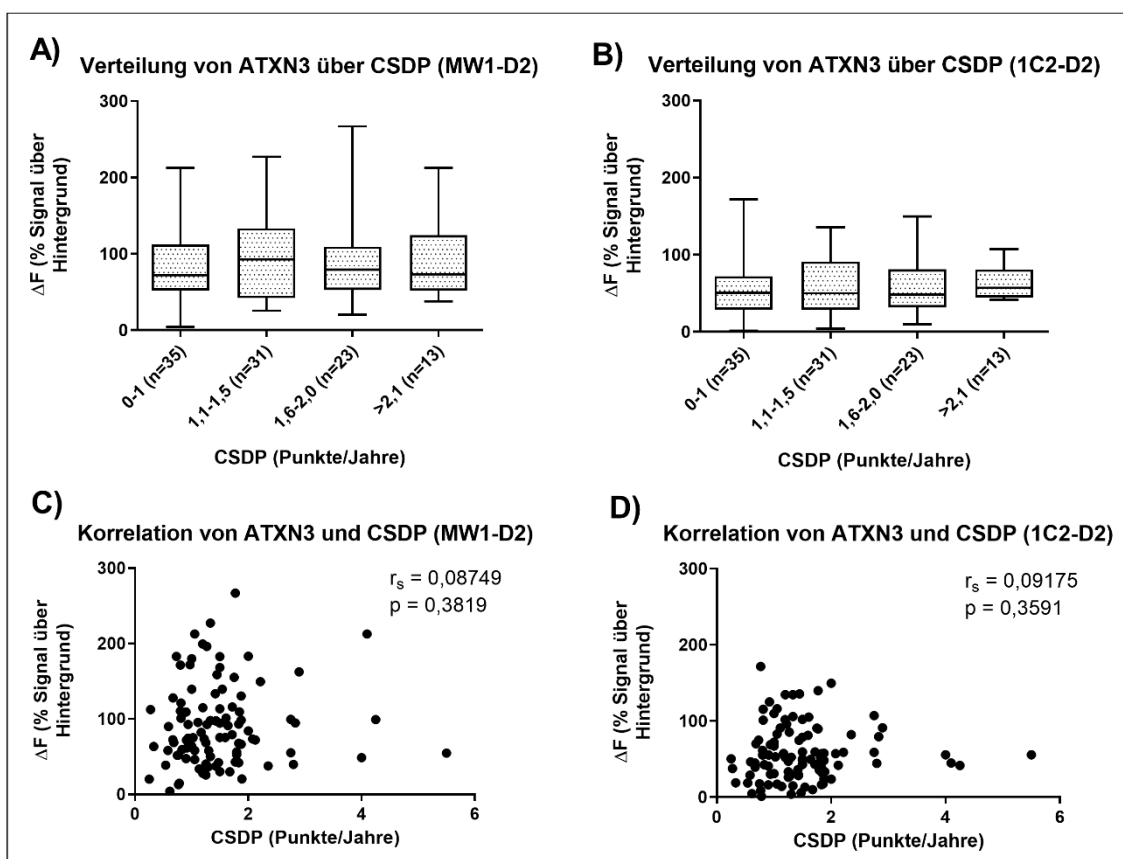 A)
Verteilung von ATXN3 über CSDP (MW1-D2)
ΔF (% Signal über
Hintergrund)
300
200
100
0
0-1 (n=35)
1,1-1,5 (n=31)
1,6-2,0 (n=23)
>2,1 (n=13)
CSDP (Punkte/Jahre)
B)
Verteilung von ATXN3 über CSDP (1C2-D2)
ΔF (% Signal über
Hintergrund)
300
200
100
0
0-1 (n=35)
1,1-1,5 (n=31)
1,6-2,0 (n=23)
>2,1 (n=13)
CSDP (Punkte/Jahre)
C)
Korrelation von ATXN3 und CSDP (MW1-D2)
rs = 0,08749
p = 0,3819
ΔF (% Signal über
Hintergrund)
300
200
100
0
0 2 4 6
CSDP (Punkte/Jahre)
D)
Korrelation von ATXN3 und CSDP (1C2-D2)
rs = 0,09175
p = 0,3591
ΔF (% Signal über
Hintergrund)
300
200
100
0
0 2 4 6
CSDP (Punkte/Jahre)